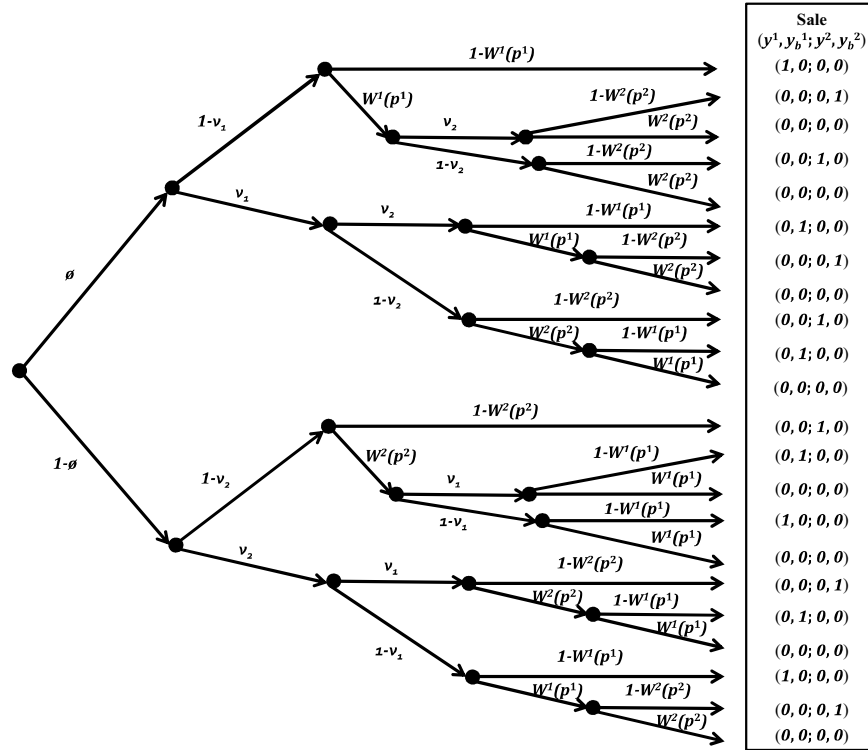 Sale
(y¹, y_b¹; y², y_b²)
1-W¹(p¹)
(1, 0; 0, 0)
W¹(p¹)
1-W²(p²)
(0, 0; 0, 1)
1-ν₁
ν₂
W²(p²)
(0, 0; 0, 0)
1-ν₂
1-W²(p²)
(0, 0; 1, 0)
W²(p²)
(0, 0; 0, 0)
ν₁
ν₂
1-W¹(p¹)
(0, 1; 0, 0)
W¹(p¹)
1-W²(p²)
(0, 0; 0, 1)
ø
W²(p²)
(0, 0; 0, 0)
1-ν₂
1-W²(p²)
(0, 0; 1, 0)
W²(p²)
1-W¹(p¹)
(0, 1; 0, 0)
W¹(p¹)
(0, 0; 0, 0)
1-W²(p²)
(0, 0; 1, 0)
1-ø
W²(p²)
1-W¹(p¹)
(0, 1; 0, 0)
1-ν₂
ν₁
W¹(p¹)
(0, 0; 0, 0)
1-ν₁
1-W¹(p¹)
(1, 0; 0, 0)
W¹(p¹)
(0, 0; 0, 0)
ν₂
ν₁
1-W²(p²)
(0, 0; 0, 1)
W²(p²)
1-W¹(p¹)
(0, 1; 0, 0)
W¹(p¹)
(0, 0; 0, 0)
1-ν₁
1-W¹(p¹)
(1, 0; 0, 0)
W¹(p¹)
1-W²(p²)
(0, 0; 0, 1)
W²(p²)
(0, 0; 0, 0)